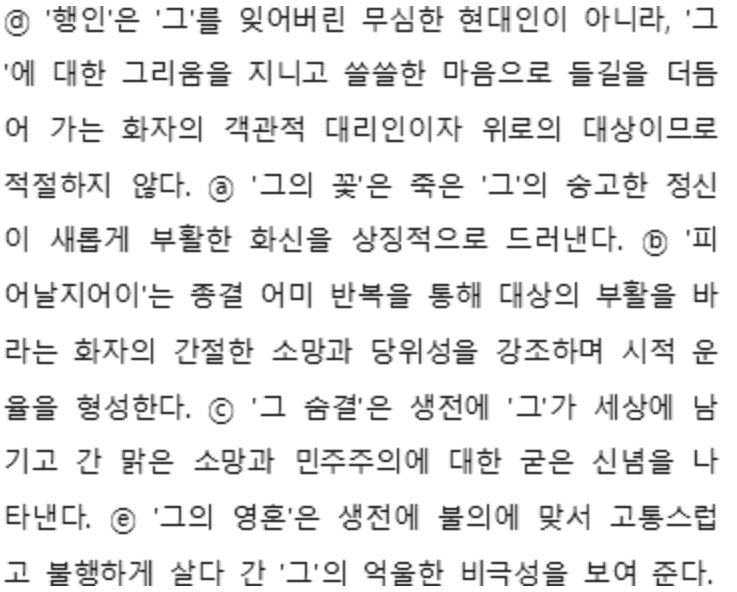 ⓓ '행인'은 '그'를 잊어버린 무심한 현대인이 아니라, '그
'에 대한 그리움을 지니고 쓸쓸한 마음으로 들길을 더듬
어 가는 화자의 객관적 대리인이자 위로의 대상이므로
적절하지 않다. ⓐ '그의 꽃'은 죽은 '그'의 숭고한 정신
이 새롭게 부활한 화신을 상징적으로 드러낸다. ⓑ '피
어날지어이'는 종결 어미 반복을 통해 대상의 부활을 바
라는 화자의 간절한 소망과 당위성을 강조하며 시적 운
율을 형성한다. ⓒ '그 숨결'은 생전에 '그'가 세상에 남
기고 간 맑은 소망과 민주주의에 대한 굳은 신념을 나
타낸다. ⓔ '그의 영혼'은 생전에 불의에 맞서 고통스럽
고 불행하게 살다 간 '그'의 억울한 비극성을 보여 준다.